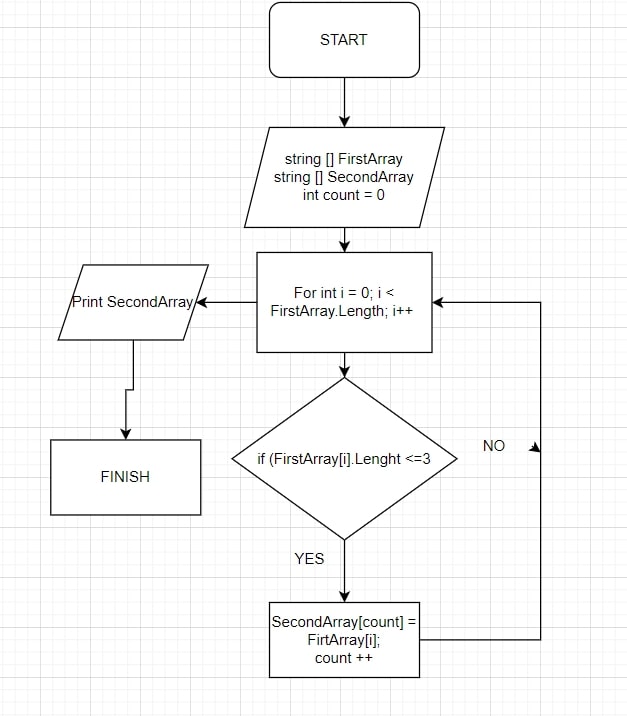 START
string [] FirstArray
string [] SecondArray
int count = 0
For int i = 0; i <
FirstArray.Length; i++
Print SecondArray
if (FirstArray[i].Lenght <=3
NO
FINISH
YES
SecondArray[count] =
FirtArray[i];
count ++